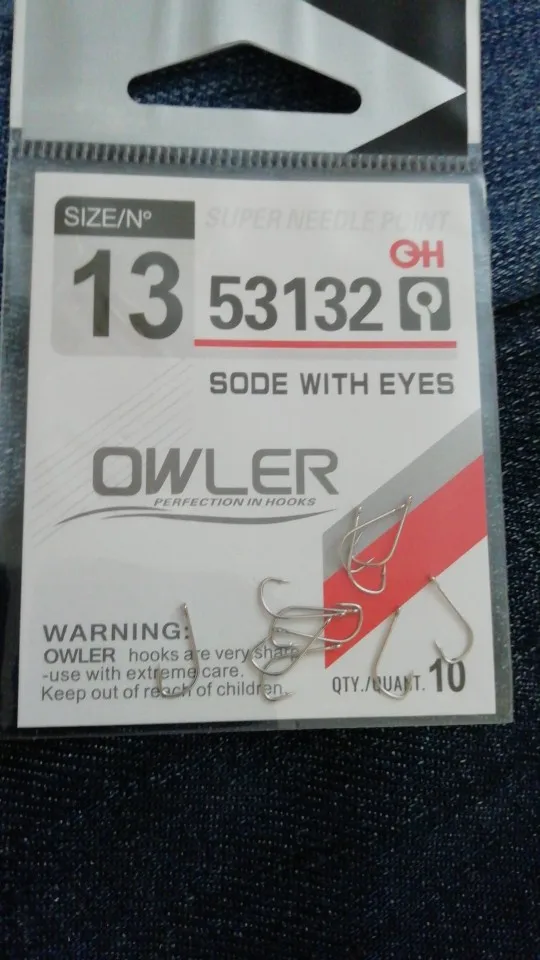 SIZE/Nº
SUPER NEEDLE POINT
13
OH
53132
SODE WITH EYES
OWLER
PERFECTION IN HOOKS
WARNING:
OWLER hooks are very sharp
-use with extreme care.
Keep out of reach of children.
QTY./QUANT. 10